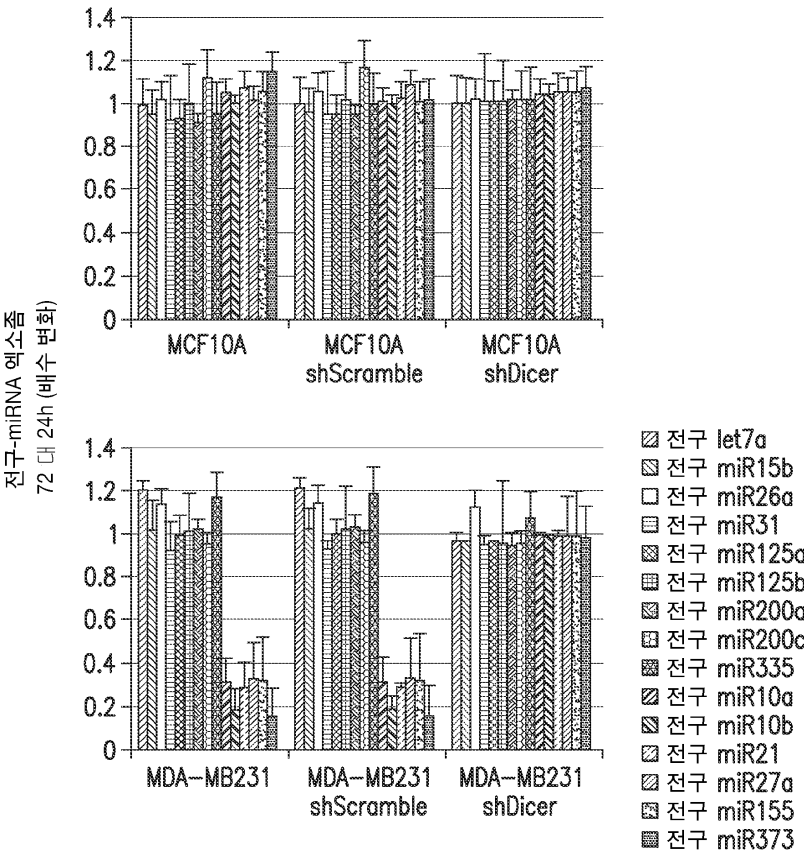 전구-miRNA 엑소좀
72 대 24h (배수 변화)
1.4
1.2
1
0.8
0.6
0.4
0.2
0
MCF10A
MCF10A
shScramble
MCF10A
shDicer
1.4
1.2
1
0.8
0.6
0.4
0.2
0
MDA-MB231
MDA-MB231
shScramble
MDA-MB231
shDicer
전구 let7a
전구 miR15b
전구 miR26a
전구 miR31
전구 miR125a
전구 miR125b
전구 miR200a
전구 miR200c
전구 miR335
전구 miR10a
전구 miR10b
전구 miR21
전구 miR27a
전구 miR155
전구 miR373